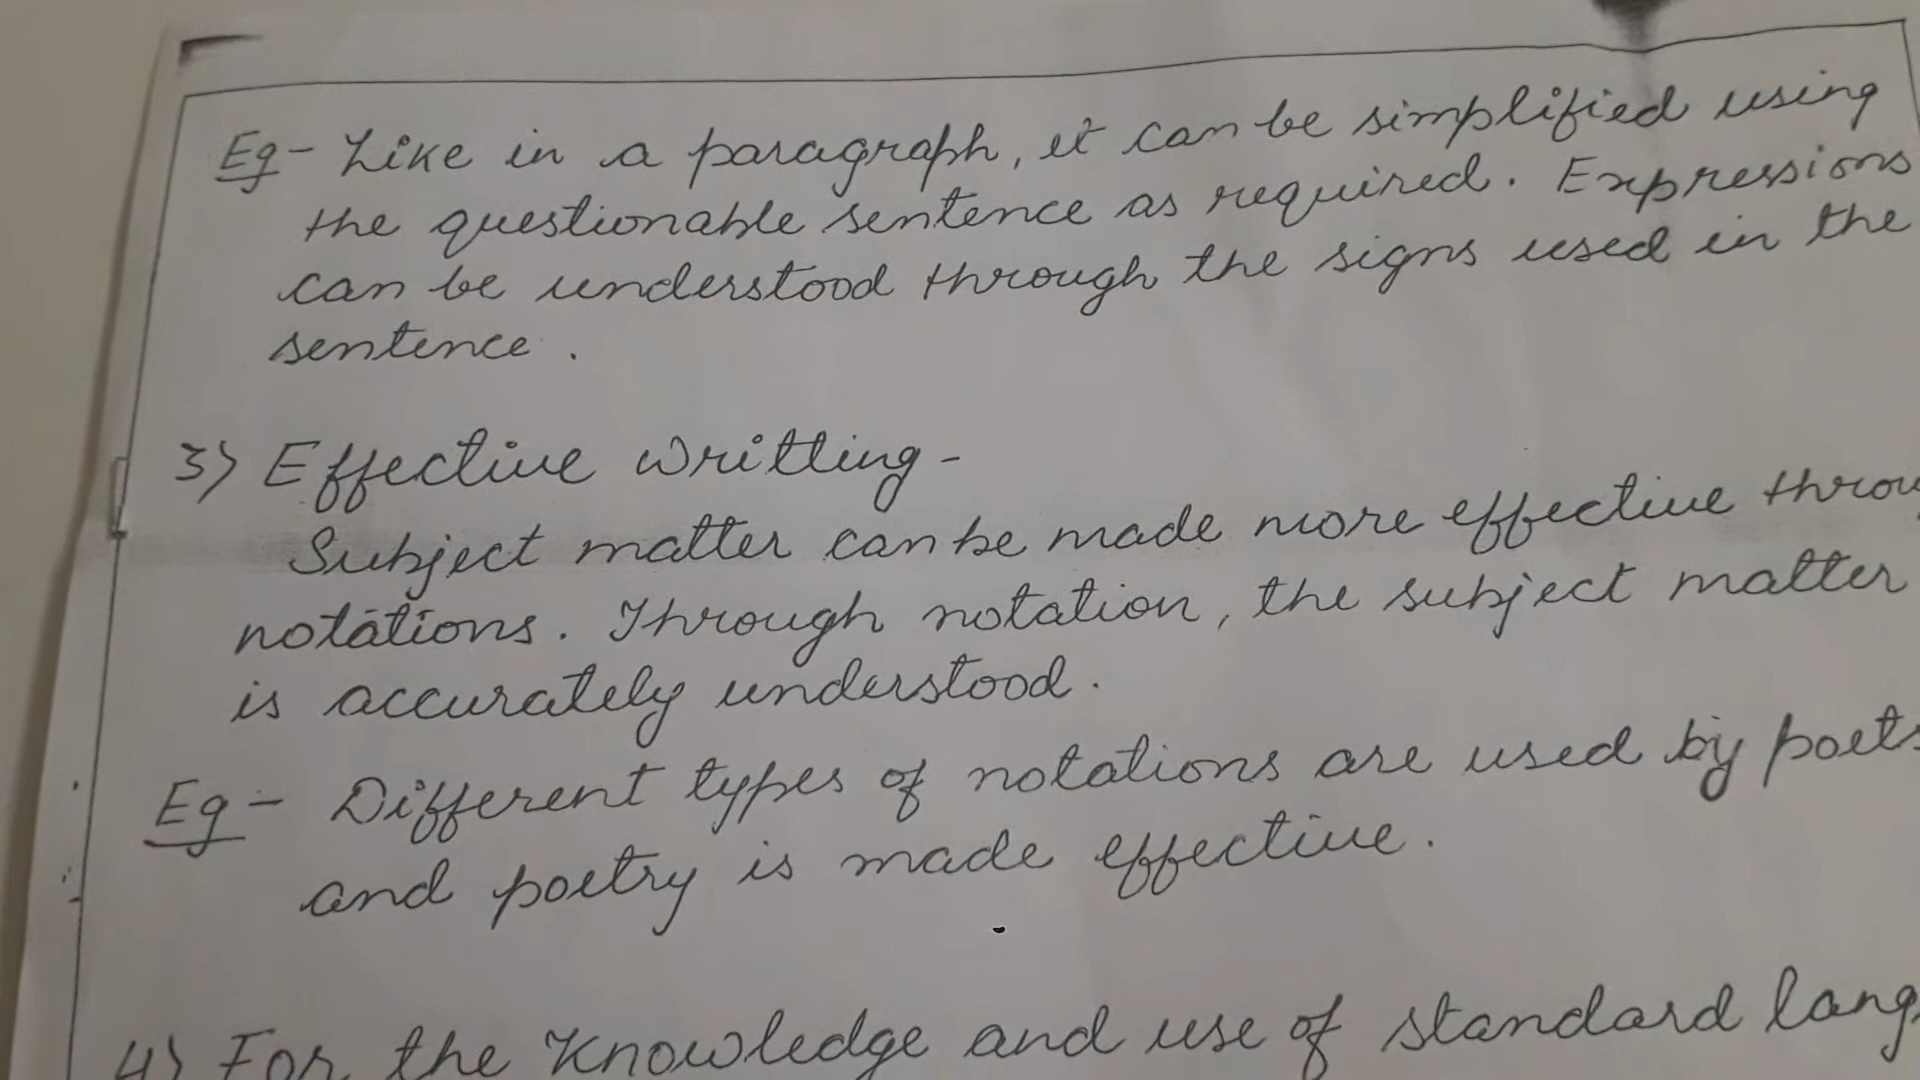 Eg- Like in a paragraph, it can be simplified using
the questionable sentence as required. Expressions
can be understood through the signs used in the
sentence.
3) Effective writting-
Subject matter can be made more effective throu
notations. Through notation, the subject matter
is accurately understood.
Eg- Different types of notations are used by poets
and poetry is made effective.
4) For the Knowledge and use of standard lang